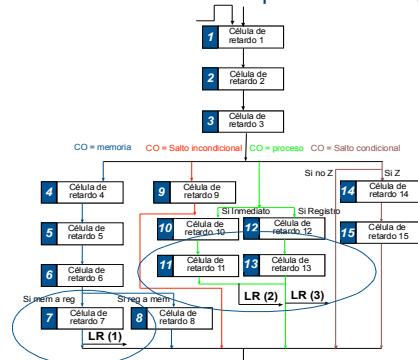 1 Célula de
retardo 1
2 Célula de
retardo 2
3 Célula de
retardo 3
CO = memoria CO = Salto incondicional CO = proceso CO = Salto condicional
Si no Z Si Z
4 Célula de
retardo 4
9 Célula de
retardo 9
14 Célula de
retardo 14
Si Inmediato Si Registro
5 Célula de
retardo 5
10 Célula de
retardo 10
12 Célula de
retardo 12
15 Célula de
retardo 15
6 Célula de
retardo 6
11 Célula de
retardo 11
13 Célula de
retardo 13
LR (2) LR (3)
Si mem a reg Si reg a mem
7 Célula de
retardo 7
8 Célula de
retardo 8
LR (1)